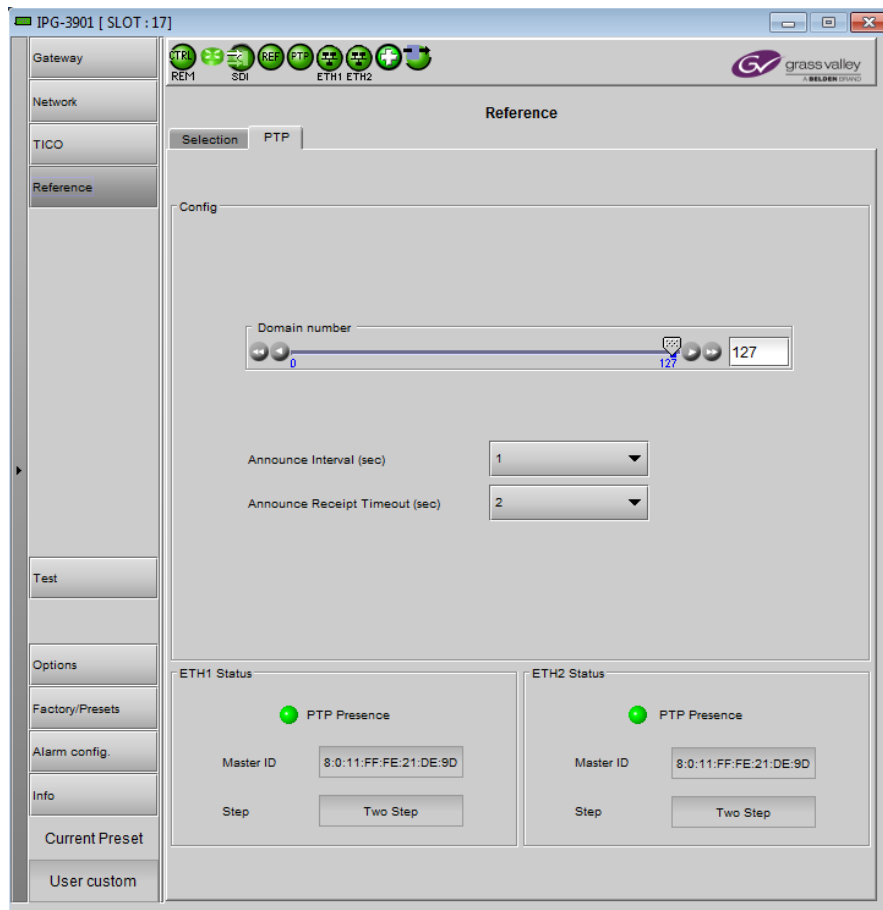 IPG-3901 [ SLOT : 17]
Gateway
Network
TICO
Reference
Test
Options
Factory/Presets
Alarm config.
Info
Current Preset
User custom
CTRL
REM
SDI
REF
PTP
ETH1 ETH2
GV grass valley
A BELDEN BRAND
Reference
Selection PTP
Config
Domain number
0
127
127
Announce Interval (sec) 1
Announce Receipt Timeout (sec) 2
ETH1 Status
PTP Presence
Master ID 8:0:11:FF:FE:21:DE:9D
Step Two Step
ETH2 Status
PTP Presence
Master ID 8:0:11:FF:FE:21:DE:9D
Step Two Step